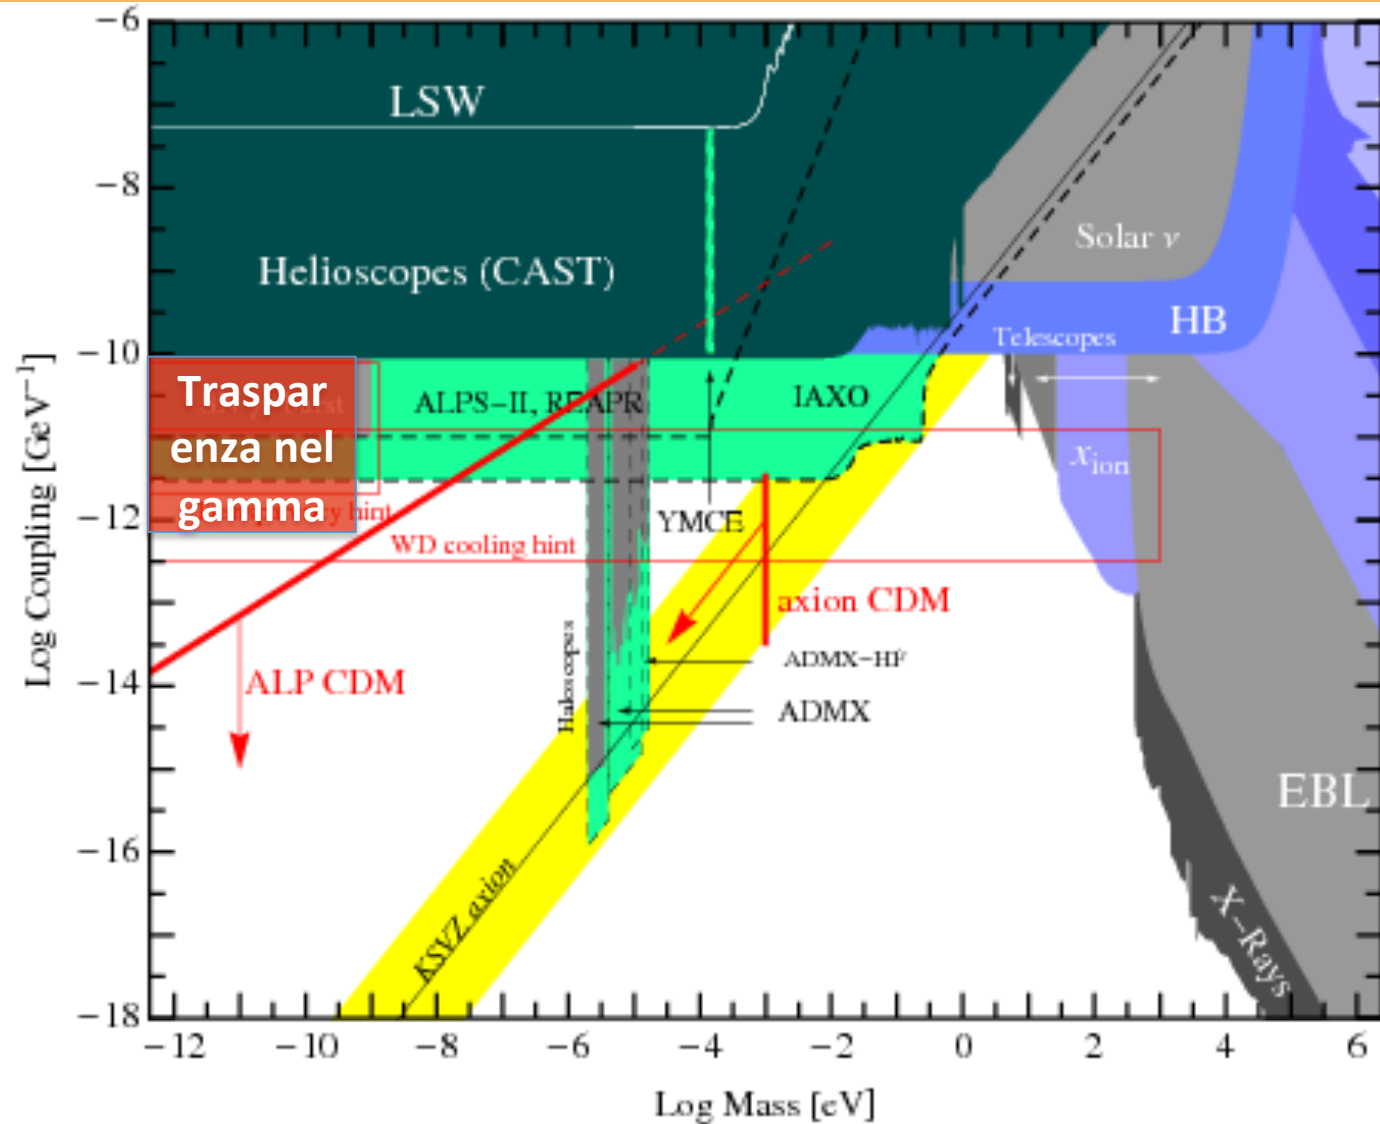 −6
−8
−10
−12
−14
−16
−18
Log Coupling [GeV⁻¹]
LSW
Helioscopes (CAST)
Solar ν
HB
Telescopes
Traspar
enza nel
gamma
ALPS−II, REAPR
IAXO
hint
YMCE
WD cooling hint
χion
axion CDM
Haloscopes
ADMX−HF
ALP CDM
ADMX
EBL
KSVZ axion
X−Rays
−12 −10 −8 −6 −4 −2 0 2 4 6
Log Mass [eV]